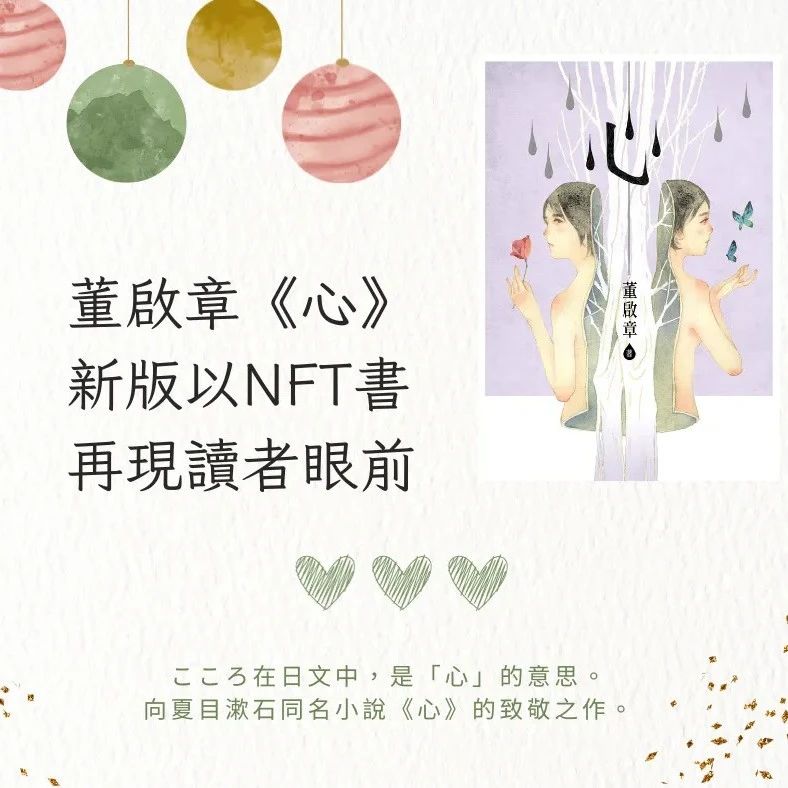 董啟章《心》
新版以NFT書
再現讀者眼前
心
董啟章
著
こころ在日文中，是「心」的意思。
向夏目漱石同名小說《心》的致敬之作。